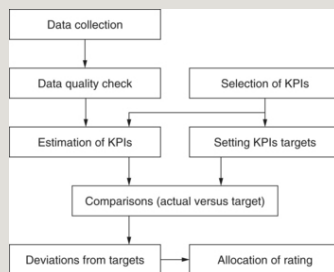 Data collection
Data quality check
Selection of KPIs
Estimation of KPIs
Setting KPIs targets
Comparisons (actual versus target)
Deviations from targets
Allocation of rating